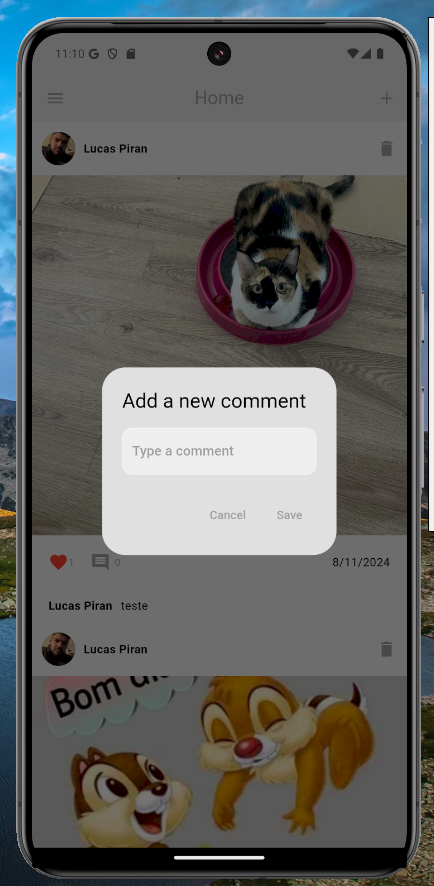 11:10
Home
Lucas Piran
Add a new comment
Type a comment
Cancel Save
1 0 8/11/2024
Lucas Piran teste
Lucas Piran
Bom di